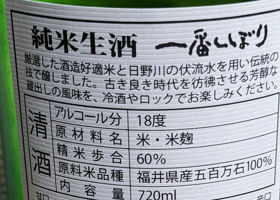 純米生酒 一番しぼり
厳選した酒造好適米と日野川の伏流水を用い伝統の
技で醸しました。古き良き時代を彷彿させる芳醇な
蔵出しの風味を、冷酒やロックでお楽しみください。
清酒
アルコール分 18度
原材料名 米・米麹
精米歩合 60%
原料米品種 福井県産五百万石100%
内容量 720ml